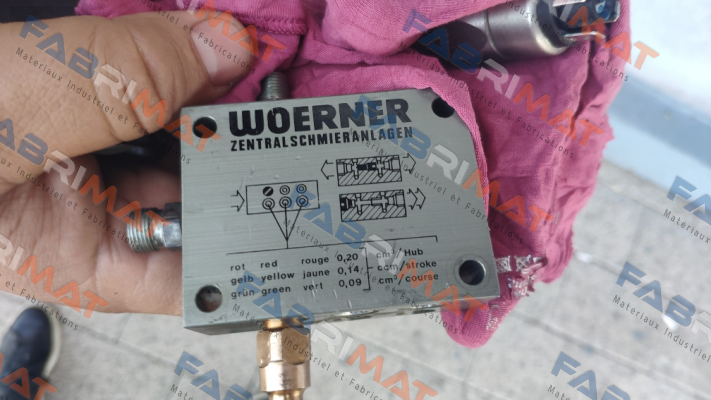 WOERNER
ZENTRALSCHMIERANLAGEN
rot red rouge 0,20 cm³/Hub
gelb yellow jaune 0,14 ccm/stroke
grün green vert 0,09 cm³/course
FABRIMAT
Materiaux Industriel et Fabrications